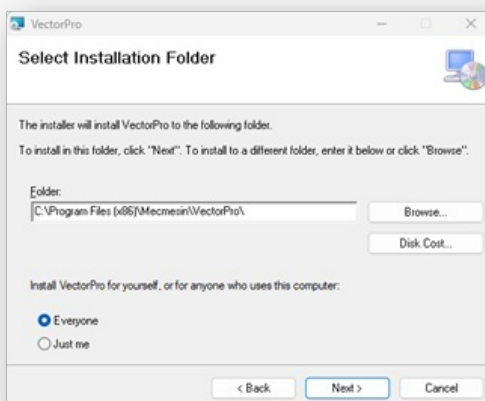 VectorPro
Select Installation Folder
The installer will install VectorPro to the following folder.
To install in this folder, click "Next". To install to a different folder, enter it below or click "Browse".
Folder:
C:\Program Files (x86)\Mecmesin\VectorPro\
Browse...
Disk Cost...
Install VectorPro for yourself, or for anyone who uses this computer:
Everyone
Just me
< Back Next > Cancel